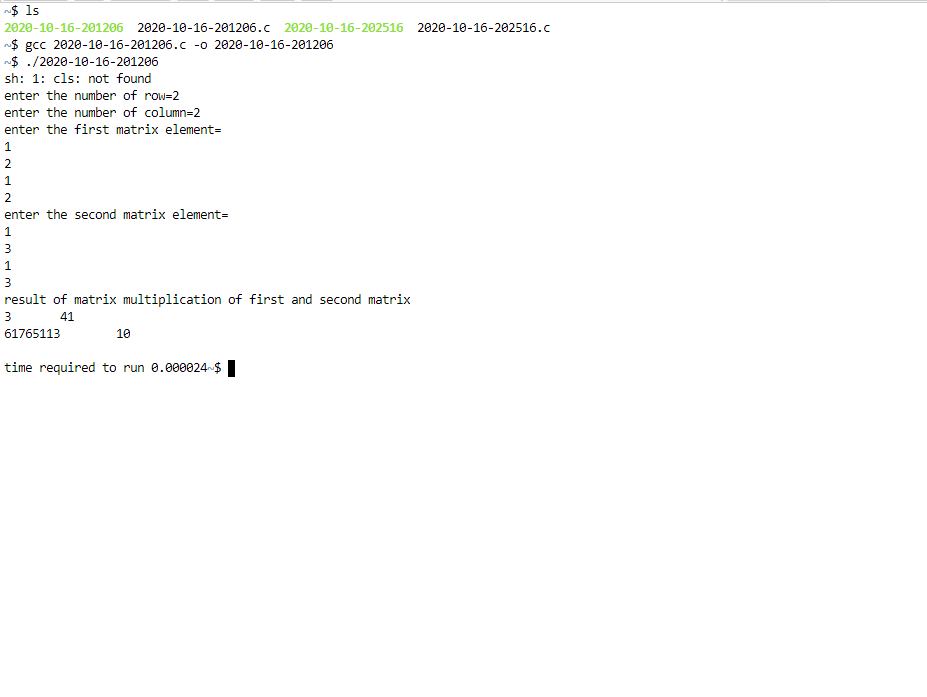 ~$ ls
2020-10-16-201206  2020-10-16-201206.c  2020-10-16-202516  2020-10-16-202516.c
~$ gcc 2020-10-16-201206.c -o 2020-10-16-201206
~$ ./2020-10-16-201206
sh: 1: cls: not found
enter the number of row=2
enter the number of column=2
enter the first matrix element=
1
2
1
2
enter the second matrix element=
1
3
1
3
result of matrix multiplication of first and second matrix
3       41
61765113        10
time required to run 0.000024~$